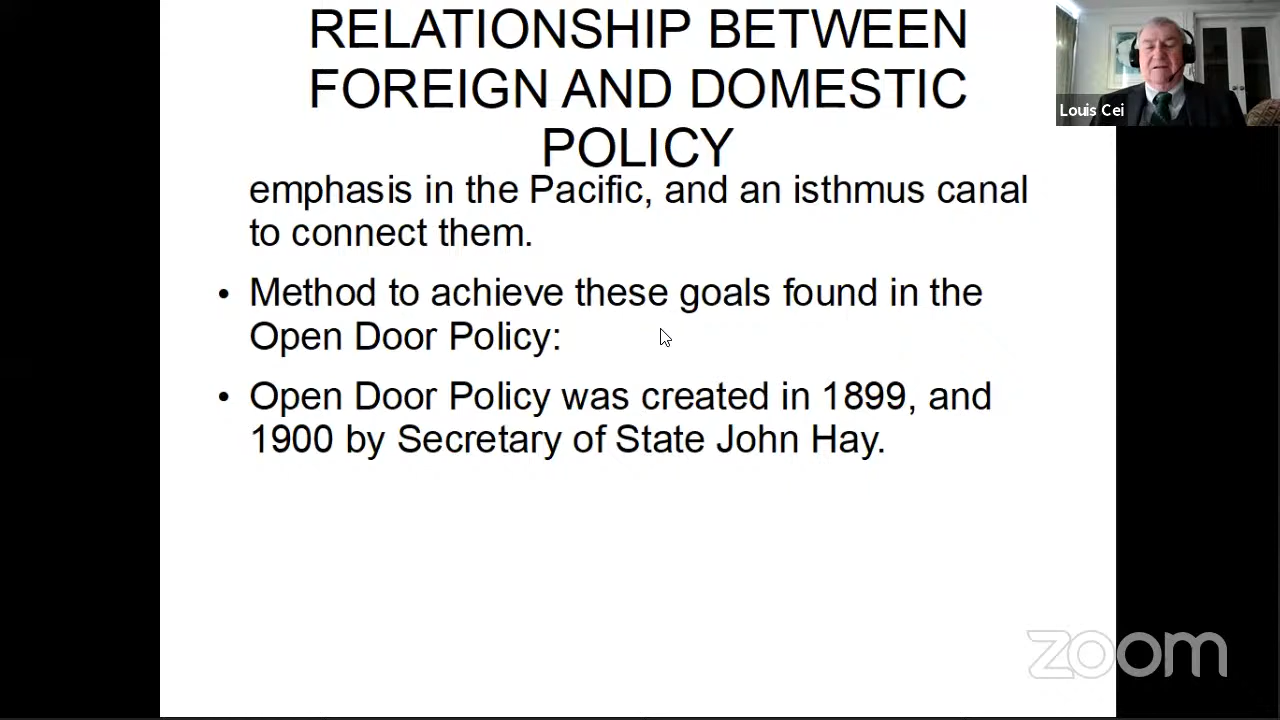 RELATIONSHIP BETWEEN
FOREIGN AND DOMESTIC
POLICY
Louis Cei
emphasis in the Pacific, and an isthmus canal
to connect them.
• Method to achieve these goals found in the
Open Door Policy:
• Open Door Policy was created in 1899, and
1900 by Secretary of State John Hay.
zoom